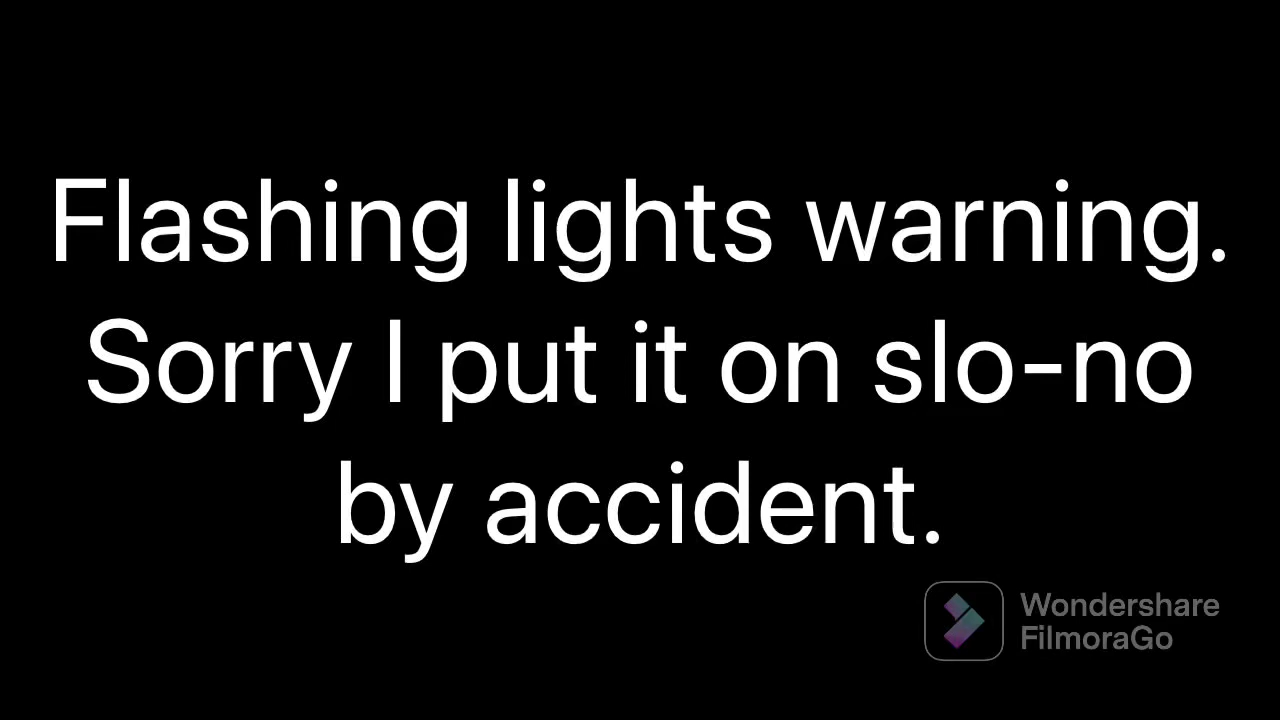 Flashing lights warning.
Sorry I put it on slo-no
by accident.
Wondershare
FilmoraGo